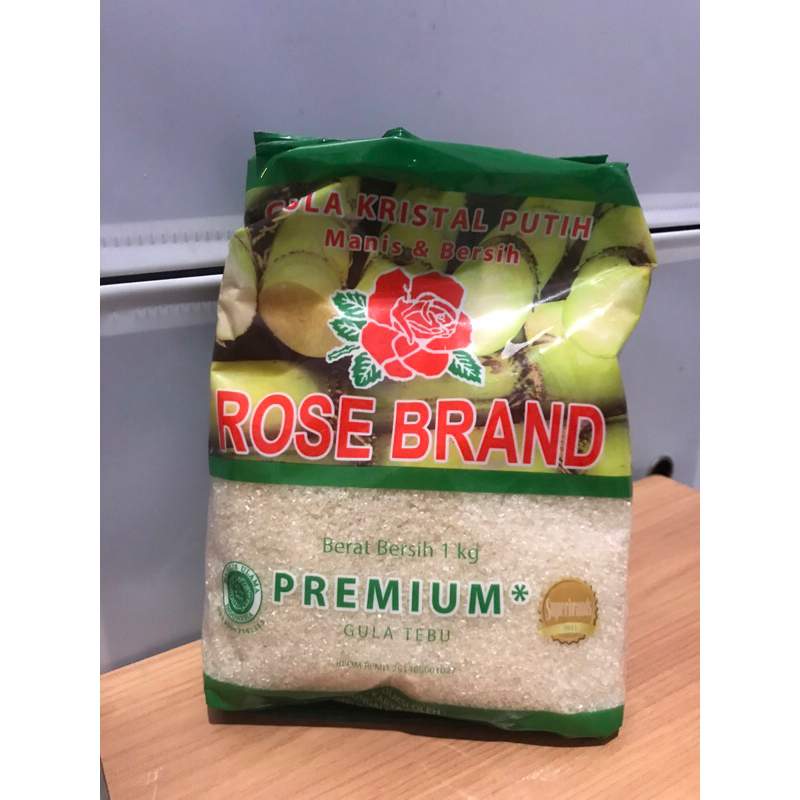 GULA KRISTAL PUTIH
Manis & Bersih
ROSE BRAND
Berat Bersih 1 kg
PREMIUM*
GULA TEBU
Superbrands